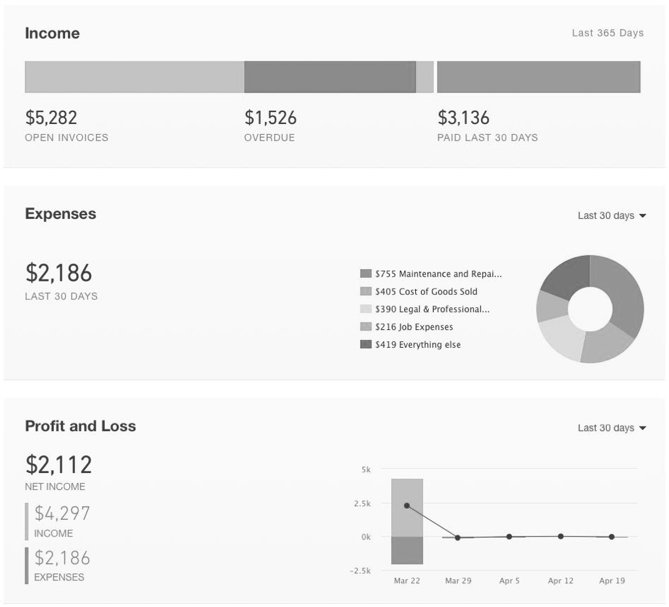 Income
Last 365 Days
$5,282
OPEN INVOICES
$1,526
OVERDUE
$3,136
PAID LAST 30 DAYS
Expenses
Last 30 days
$2,186
LAST 30 DAYS
$755 Maintenance and Repai...
$405 Cost of Goods Sold
$390 Legal & Professional...
$216 Job Expenses
$419 Everything else
Profit and Loss
Last 30 days
$2,112
NET INCOME
$4,297
INCOME
$2,186
EXPENSES
5k
2.5k
0k
-2.5k
Mar 22 Mar 29 Apr 5 Apr 12 Apr 19